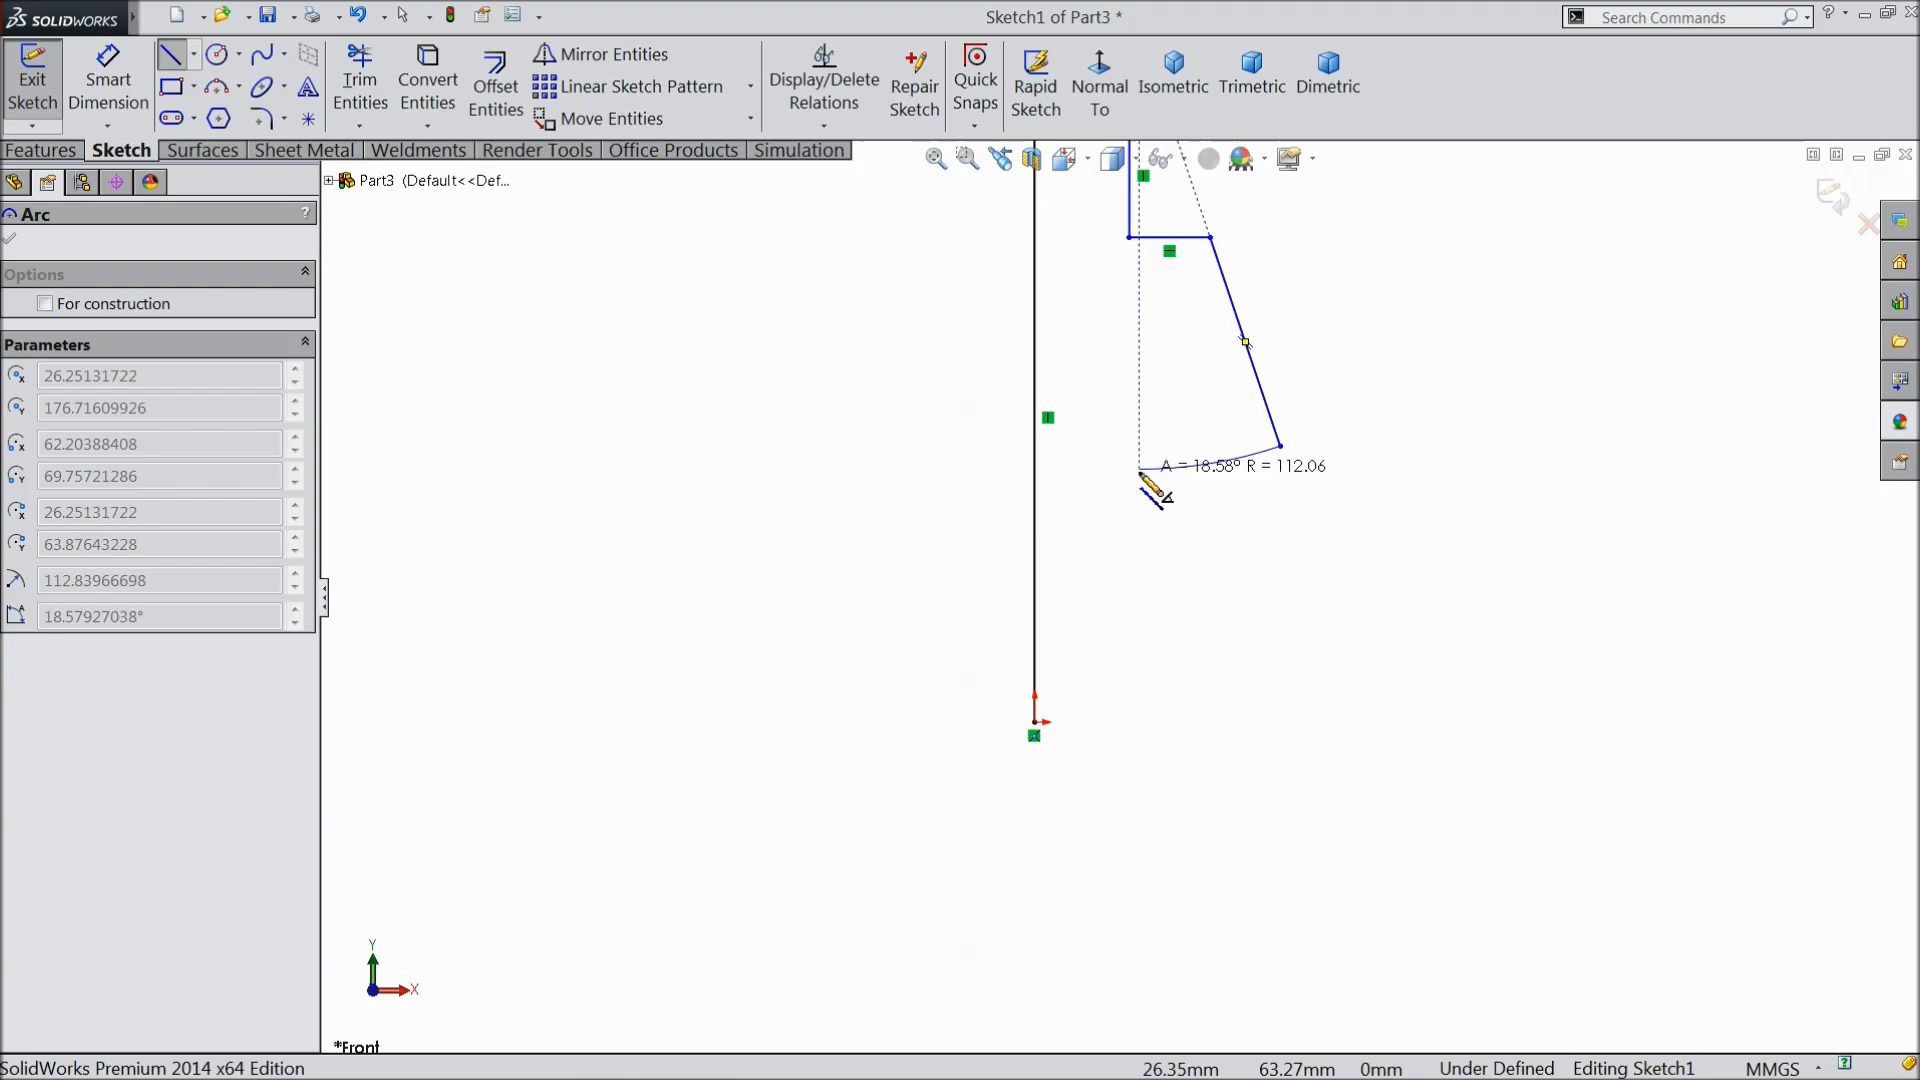 SOLIDWORKS
Sketch1 of Part3 *
Search Commands
?
Exit
Sketch
Smart
Dimension
Trim
Entities
Convert
Entities
Offset
Entities
Mirror Entities
Linear Sketch Pattern
Move Entities
Display/Delete
Relations
Repair
Sketch
Quick
Snaps
Rapid
Sketch
Normal
To
Isometric
Trimetric
Dimetric
Features
Sketch
Surfaces
Sheet Metal
Weldments
Render Tools
Office Products
Simulation
Part3 (Default<<Def...
Arc
?
Options
For construction
Parameters
26.25131722
176.71609926
62.20388408
69.75721286
26.25131722
63.87643228
112.83966698
18.57927038°
A = 18.58° R = 112.06
Y
X
*Front
SolidWorks Premium 2014 x64 Edition
26.35mm
63.27mm
0mm
Under Defined
Editing Sketch1
MMGS
?